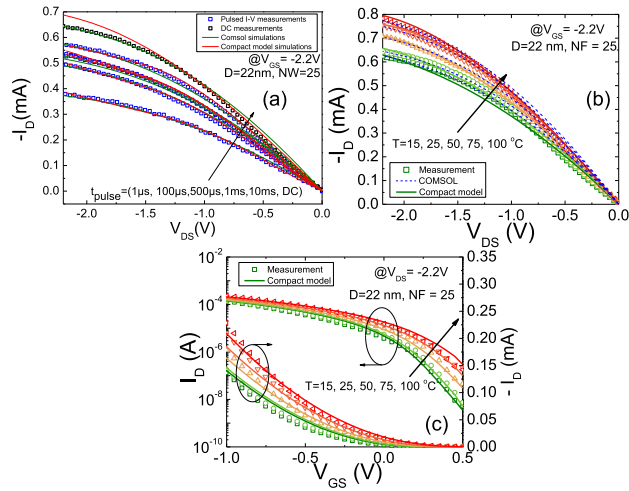 Pulsed I-V measurements
DC measurements
Comsol simulations
Compact model simulations
@V_GS = -2.2V
D=22nm, NW=25
(a)
t_pulse=(1μs, 100μs,500μs,1ms,10ms, DC)
-I_D(mA)
0.7
0.6
0.5
0.4
0.3
0.2
0.1
0.0
-2.0 -1.5 -1.0 -0.5 0.0
V_DS(V)
@V_GS = -2.2V
D=22 nm, NF = 25
(b)
T=15, 25, 50, 75, 100 °C
Measurement
COMSOL
Compact model
-I_D (mA)
0.8
0.7
0.6
0.5
0.4
0.3
0.2
0.1
0.0
-2.0 -1.5 -1.0 -0.5 0.0
V_DS (V)
Measurement
Compact model
@V_DS = -2.2V
D=22 nm, NF = 25
T=15, 25, 50, 75, 100 °C
(c)
I_D (A)
10^-2
10^-4
10^-6
10^-8
10^-10
- I_D (mA)
0.35
0.30
0.25
0.20
0.15
0.10
0.05
0.00
-1.0 -0.5 0.0 0.5
V_GS (V)